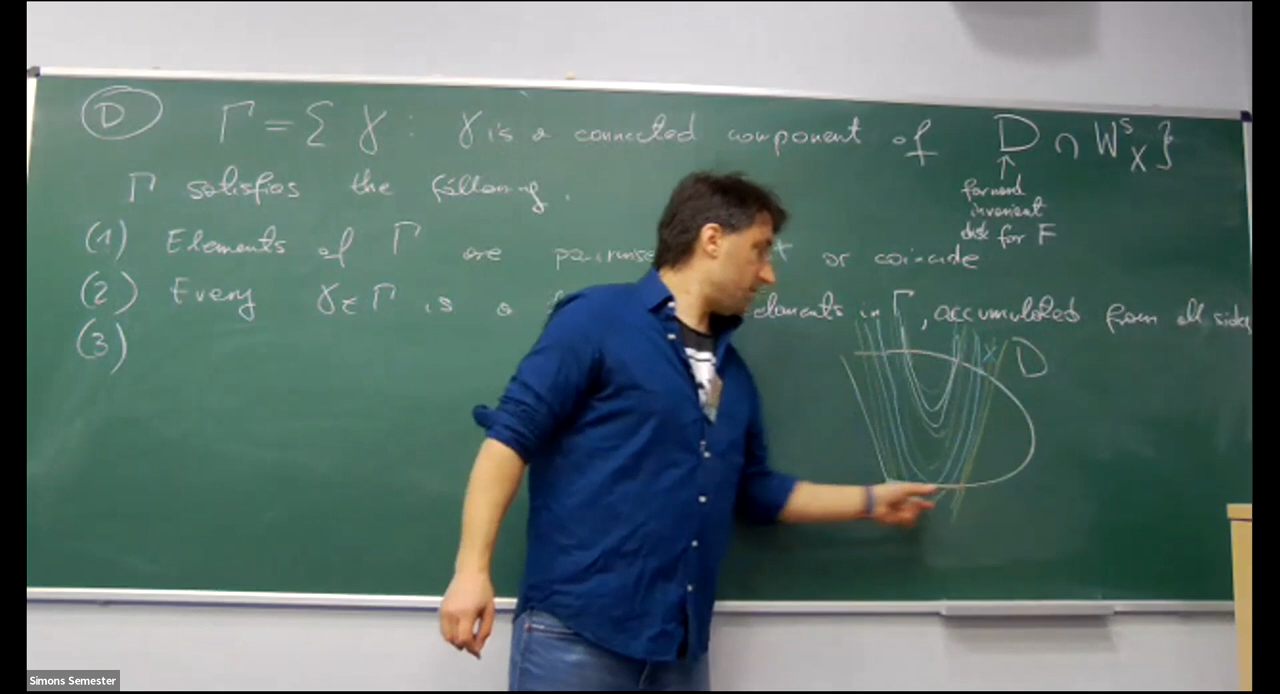 D Γ = { γ : γ is a connected component of D ∩ W^s_X }
↑
forward
invariant
disk for F
Γ satisfies the following.
(1) Elements of Γ are pairwise or coincide
(2) Every γ ∈ Γ is a elements in Γ, accumulated from all sides
(3)
D
Simons Semester